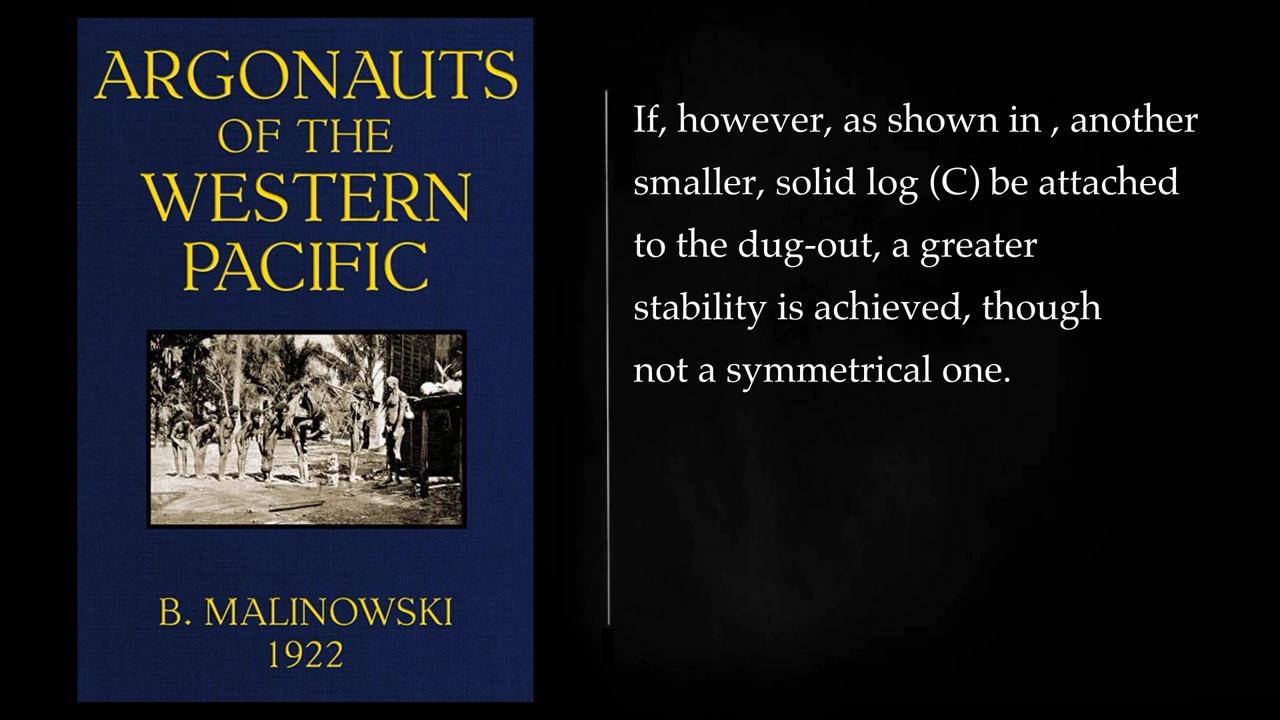 ARGONAUTS
OF THE
WESTERN
PACIFIC
B. MALINOWSKI
1922
If, however, as shown in , another
smaller, solid log (C) be attached
to the dug-out, a greater
stability is achieved, though
not a symmetrical one.